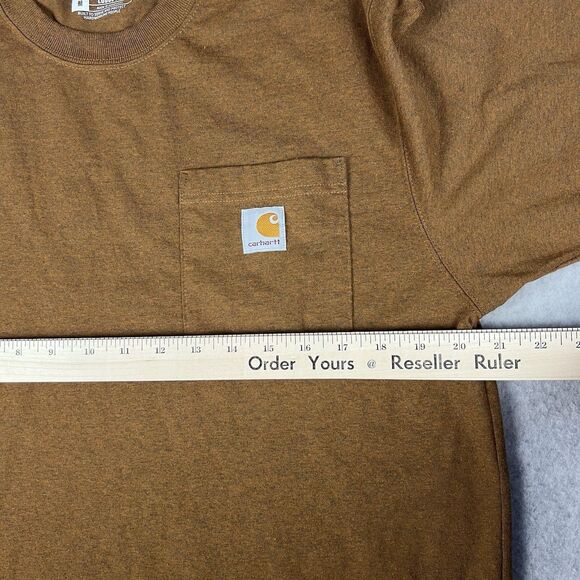 M
carhartt
8 9 10 11 12 13 14 15 16 17 18 19 20 21 22
Order Yours @ Reseller Ruler